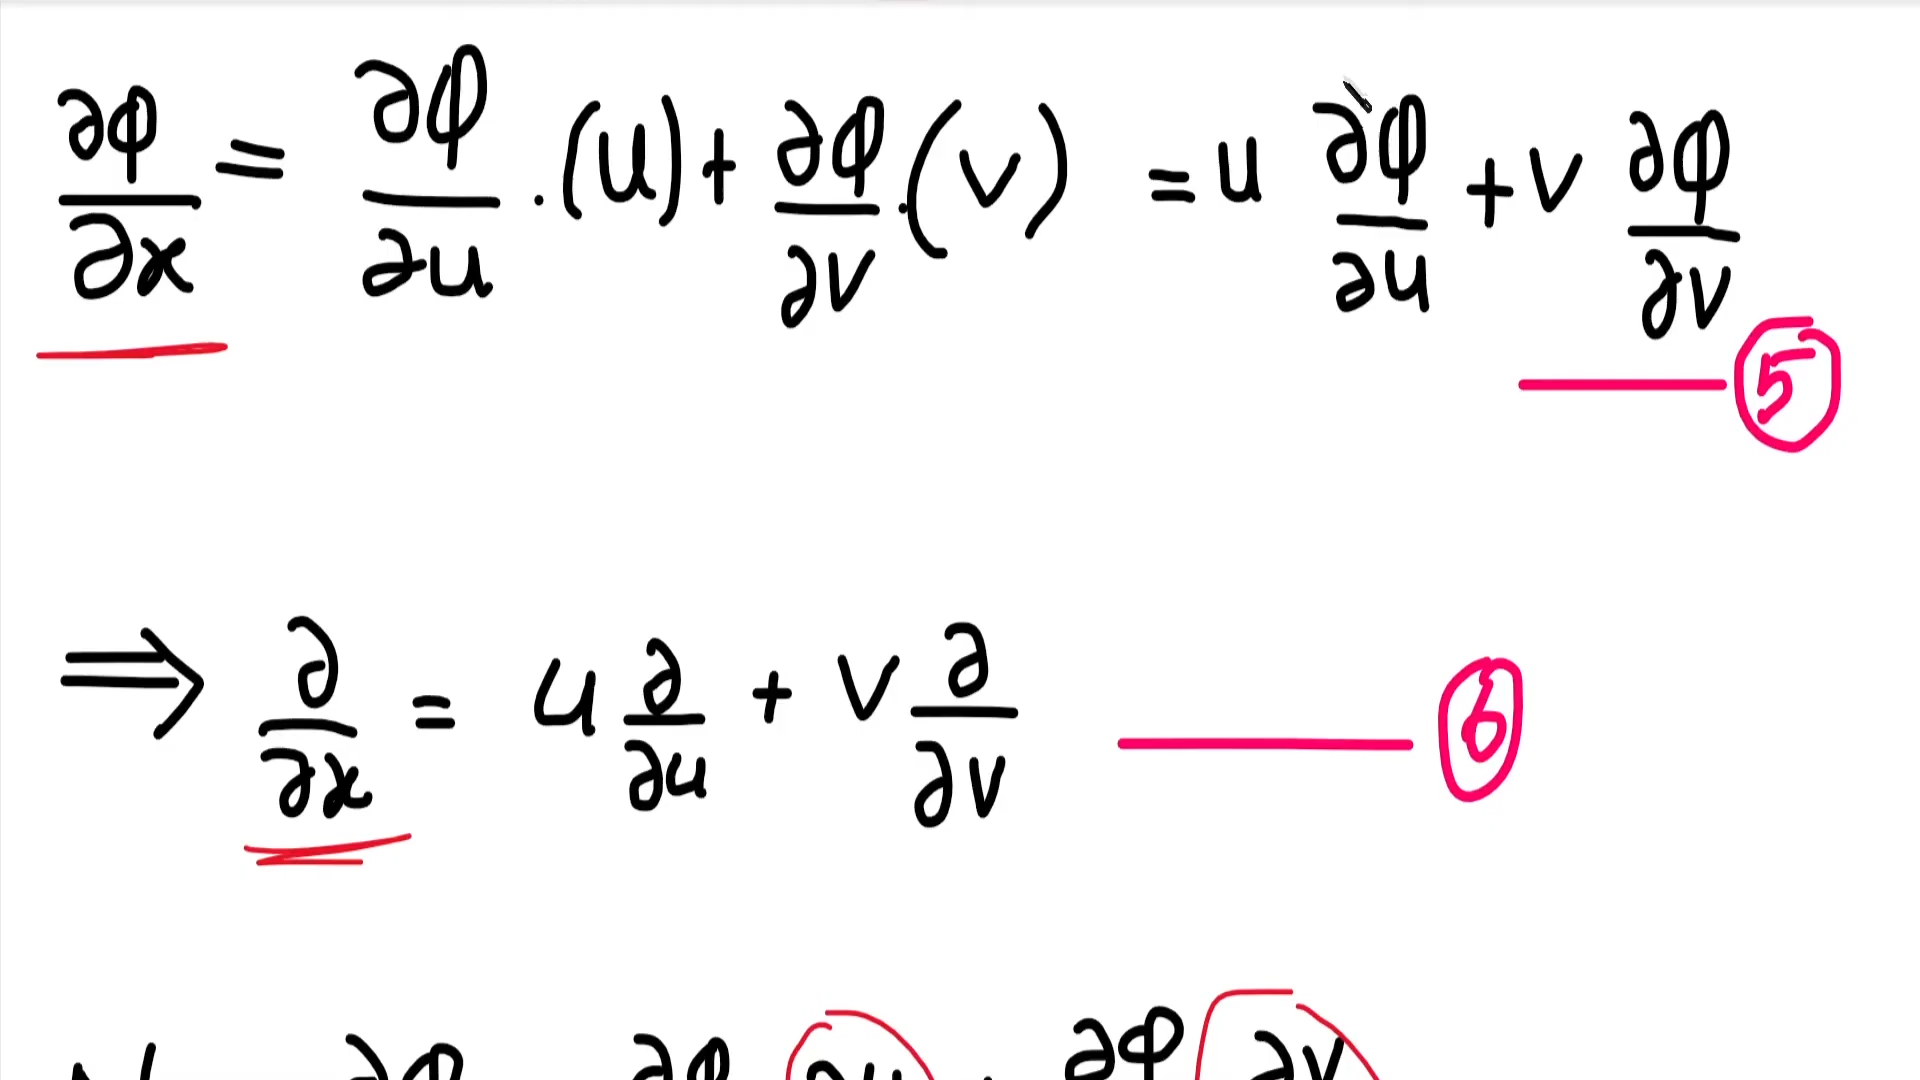 ∂φ/∂x = ∂φ/∂u .(u) + ∂φ/∂v .(v) = u ∂φ/∂u + v ∂φ/∂v
5
⇒ ∂/∂x = u ∂/∂u + v ∂/∂v 6